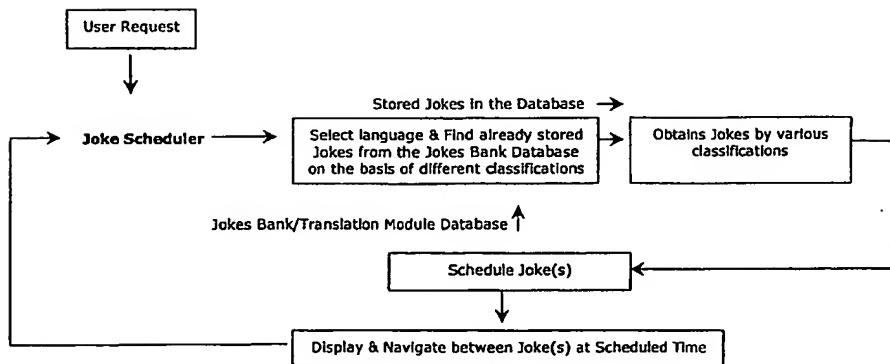 User Request
Stored Jokes in the Database
Joke Scheduler
Select language & Find already stored
Jokes from the Jokes Bank Database
on the basis of different classifications
Obtains Jokes by various
classifications
Jokes Bank/Translation Module Database
Schedule Joke(s)
Display & Navigate between Joke(s) at Scheduled Time